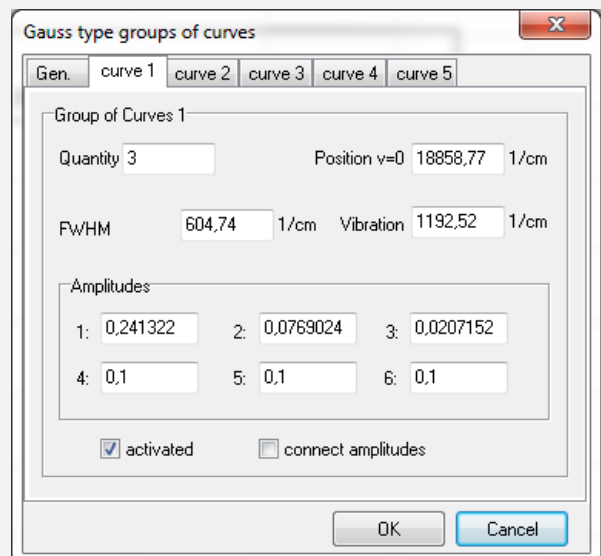 Gauss type groups of curves
Gen. curve 1 curve 2 curve 3 curve 4 curve 5
Group of Curves 1
Quantity 3 Position v=0 18858,77 1/cm
FWHM 604,74 1/cm Vibration 1192,52 1/cm
Amplitudes
1: 0,241322 2: 0,0769024 3: 0,0207152
4: 0,1 5: 0,1 6: 0,1
activated connect amplitudes
OK Cancel